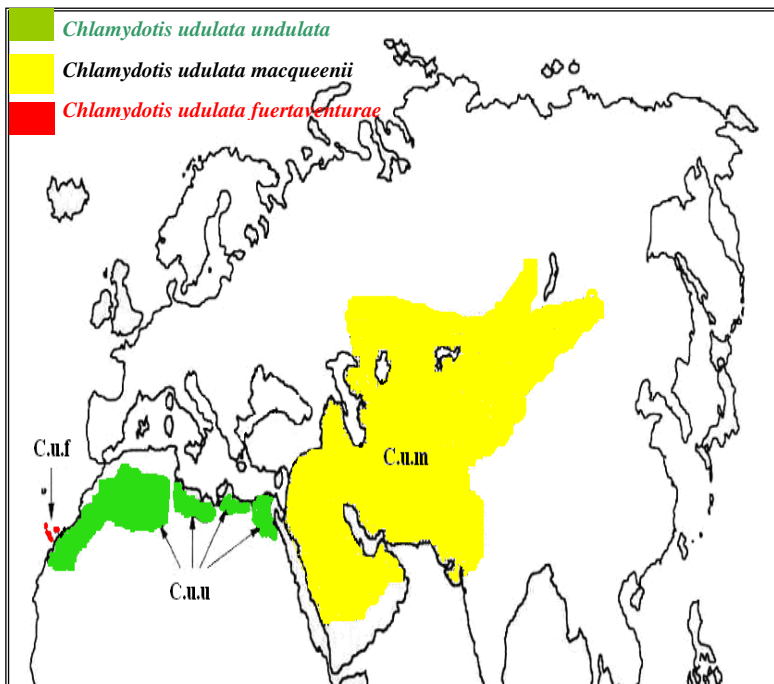 Chlamydotis udulata undulata
Chlamydotis udulata macqueenii
Chlamydotis udulata fuertaventurae
C.u.f
C.u.m
C.u.u